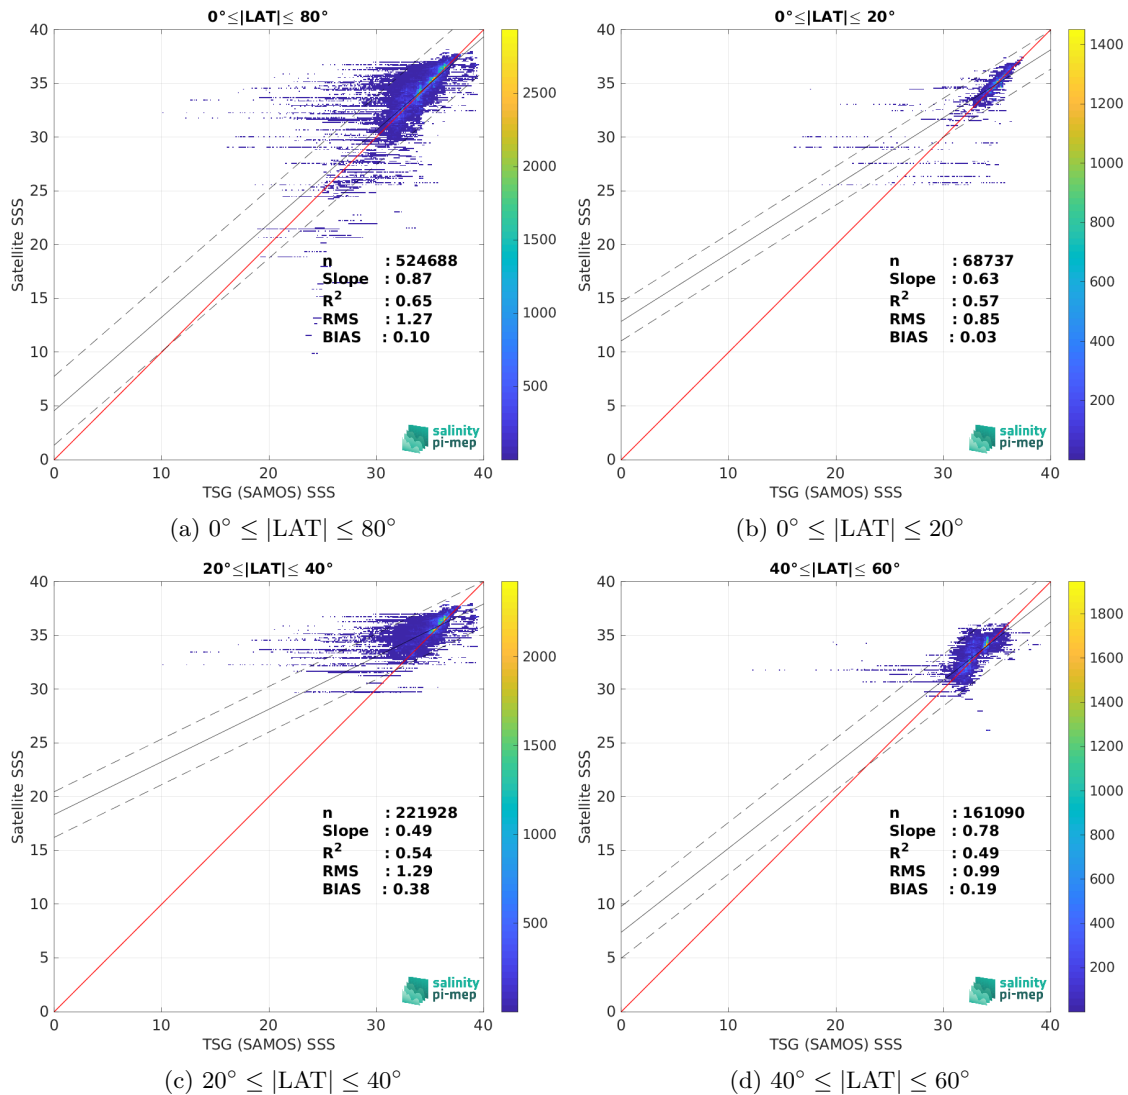 0°≤|LAT|≤ 80°
40
35
30
25
20
15
10
5
0
Satellite SSS
0
10
20
30
40
TSG (SAMOS) SSS
n : 524688
Slope : 0.87
R² : 0.65
RMS : 1.27
BIAS : 0.10
salinity
pi-mep
2500
2000
1500
1000
500
(a) 0° ≤ |LAT| ≤ 80°
0°≤|LAT|≤ 20°
40
35
30
25
20
15
10
5
0
Satellite SSS
0
10
20
30
40
TSG (SAMOS) SSS
n : 68737
Slope : 0.63
R² : 0.57
RMS : 0.85
BIAS : 0.03
salinity
pi-mep
1400
1200
1000
800
600
400
200
(b) 0° ≤ |LAT| ≤ 20°
20°≤|LAT|≤ 40°
40
35
30
25
20
15
10
5
0
Satellite SSS
0
10
20
30
40
TSG (SAMOS) SSS
n : 221928
Slope : 0.49
R² : 0.54
RMS : 1.29
BIAS : 0.38
salinity
pi-mep
2000
1500
1000
500
(c) 20° ≤ |LAT| ≤ 40°
40°≤|LAT|≤ 60°
40
35
30
25
20
15
10
5
0
Satellite SSS
0
10
20
30
40
TSG (SAMOS) SSS
n : 161090
Slope : 0.78
R² : 0.49
RMS : 0.99
BIAS : 0.19
salinity
pi-mep
1800
1600
1400
1200
1000
800
600
400
200
(d) 40° ≤ |LAT| ≤ 60°